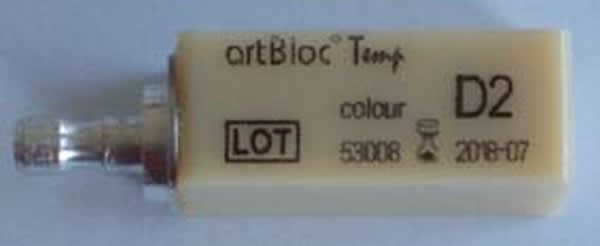 artBloc® Temp
colour D2
LOT 53008 2018-07